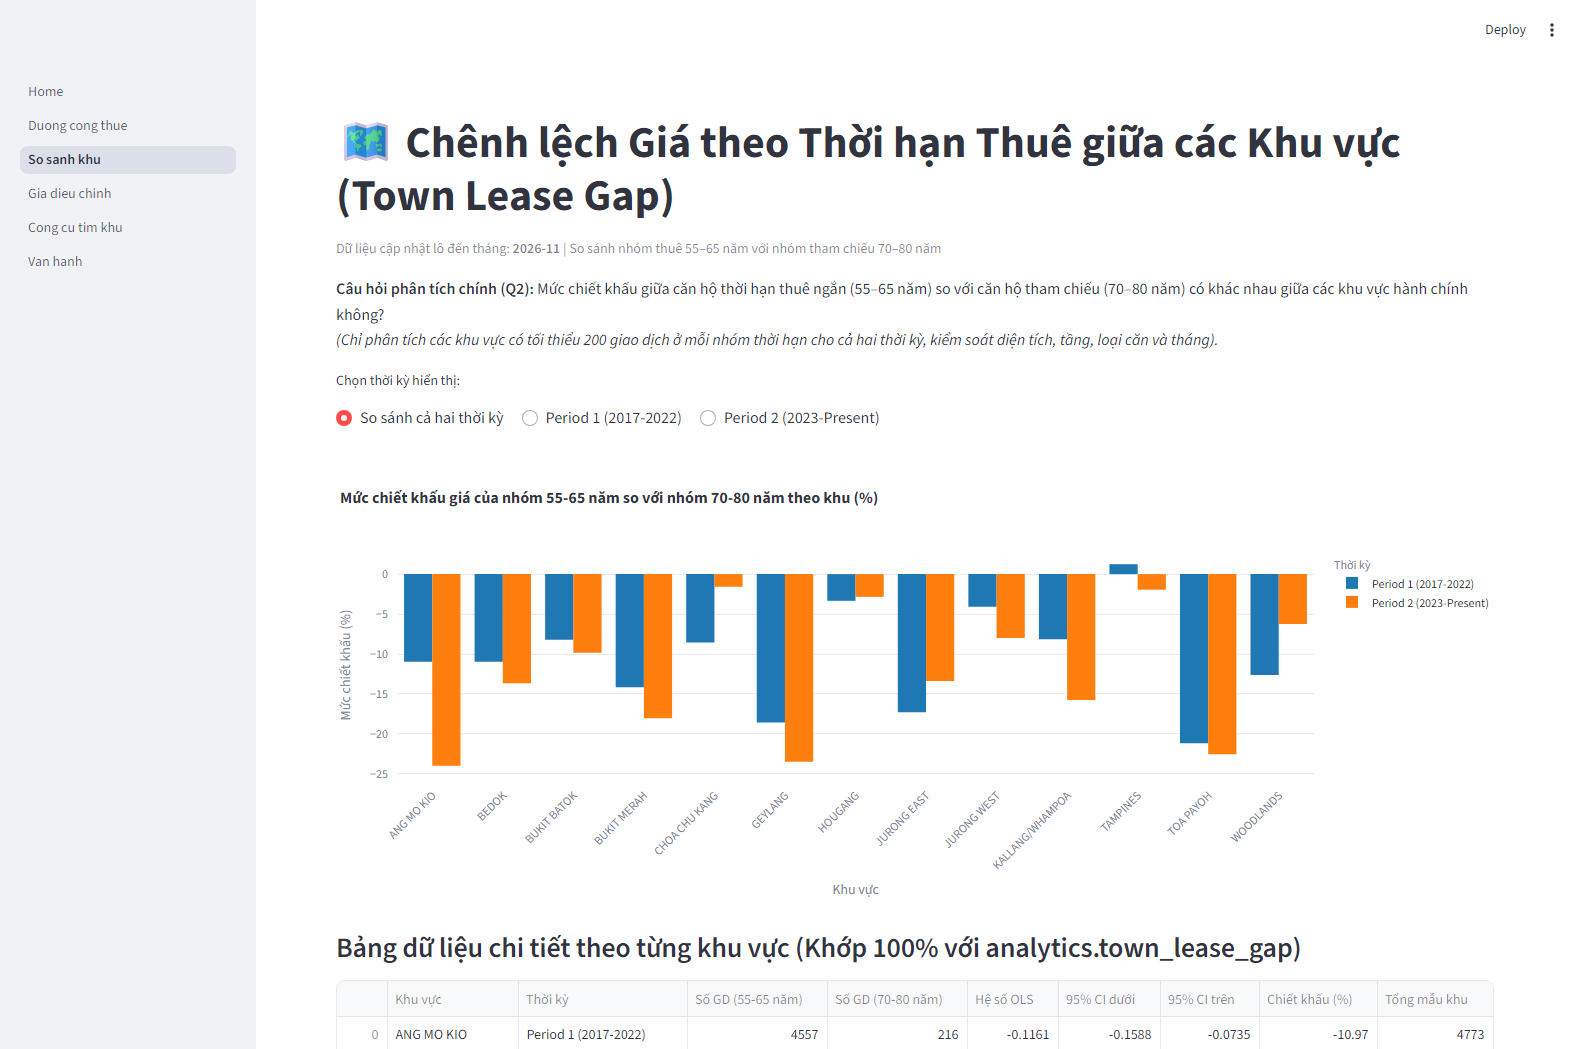 Deploy
Home
Duong cong thue
So sanh khu
Gia dieu chinh
Cong cu tim khu
Van hanh
Chênh lệch Giá theo Thời hạn Thuê giữa các Khu vực
(Town Lease Gap)
Dữ liệu cập nhật lô đến tháng: 2026-11 | So sánh nhóm thuê 55–65 năm với nhóm tham chiếu 70–80 năm
Câu hỏi phân tích chính (Q2): Mức chiết khấu giữa căn hộ thời hạn thuê ngắn (55–65 năm) so với căn hộ tham chiếu (70–80 năm) có khác nhau giữa các khu vực hành chính
không?
(Chỉ phân tích các khu vực có tối thiểu 200 giao dịch ở mỗi nhóm thời hạn cho cả hai thời kỳ, kiểm soát diện tích, tầng, loại căn và tháng).
Chọn thời kỳ hiển thị:
So sánh cả hai thời kỳ Period 1 (2017-2022) Period 2 (2023-Present)
Mức chiết khấu giá của nhóm 55-65 năm so với nhóm 70-80 năm theo khu (%)
Thời kỳ
Period 1 (2017-2022)
Period 2 (2023-Present)
Mức chiết khấu (%)
0
−5
−10
−15
−20
−25
ANG MO KIO
BEDOK
BUKIT BATOK
BUKIT MERAH
CHOA CHU KANG
GEYLANG
HOUGANG
JURONG EAST
JURONG WEST
KALLANG/WHAMPOA
TAMPINES
TOA PAYOH
WOODLANDS
Khu vực
Bảng dữ liệu chi tiết theo từng khu vực (Khớp 100% với analytics.town_lease_gap)
Khu vực Thời kỳ Số GD (55-65 năm) Số GD (70-80 năm) Hệ số OLS 95% CI dưới 95% CI trên Chiết khấu (%) Tổng mẫu khu
0 ANG MO KIO Period 1 (2017-2022) 4557 216 -0.1161 -0.1588 -0.0735 -10.97 4773